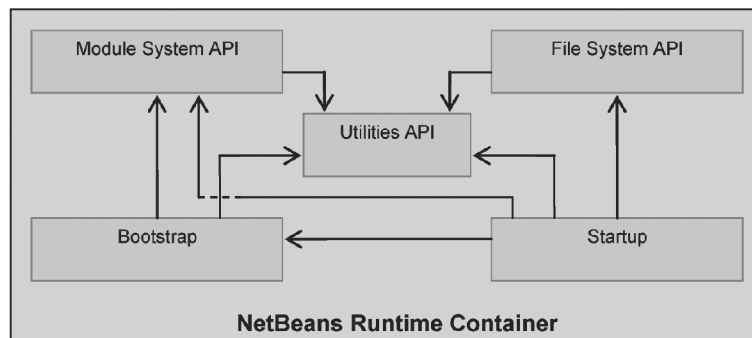 Module System API
File System API
Utilities API
Bootstrap
Startup
NetBeans Runtime Container